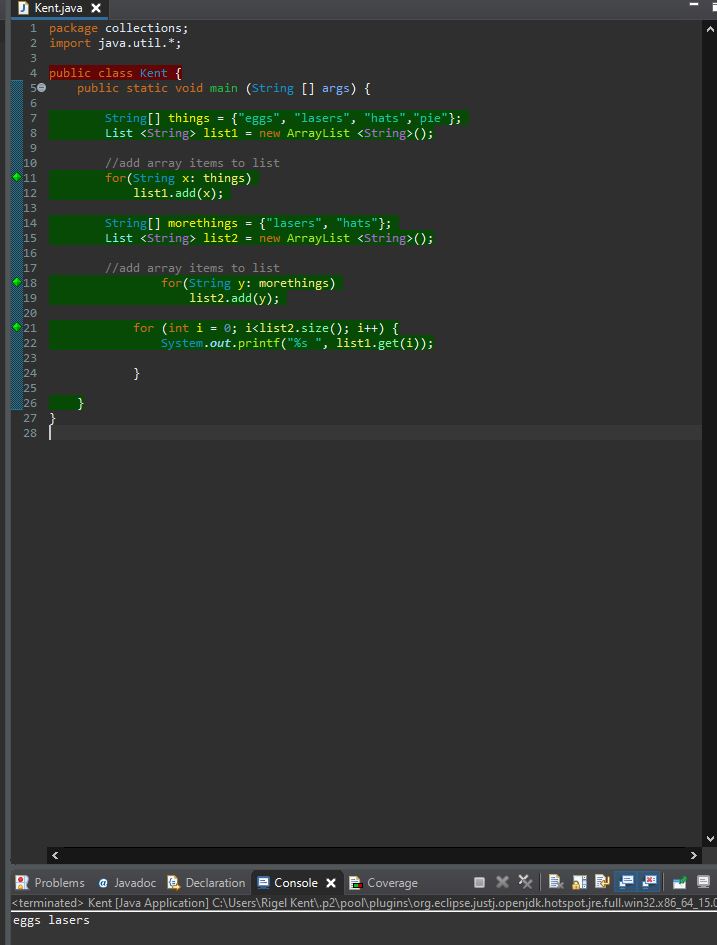 Kent.java
1 package collections;
2 import java.util.*;
3
4 public class Kent {
5 public static void main (String [] args) {
6
7 String[] things = {"eggs", "lasers", "hats","pie"};
8 List <String> list1 = new ArrayList <String>();
9
10 //add array items to list
11 for(String x: things)
12 list1.add(x);
13
14 String[] morethings = {"lasers", "hats"};
15 List <String> list2 = new ArrayList <String>();
16
17 //add array items to list
18 for(String y: morethings)
19 list2.add(y);
20
21 for (int i = 0; i<list2.size(); i++) {
22 System.out.printf("%s ", list1.get(i));
23
24 }
25
26 }
27 }
28
Problems @ Javadoc Declaration Console Coverage
<terminated> Kent [Java Application] C:\Users\Rigel Kent\.p2\pool\plugins\org.eclipse.justj.openjdk.hotspot.jre.full.win32.x86_64_15.0
eggs lasers